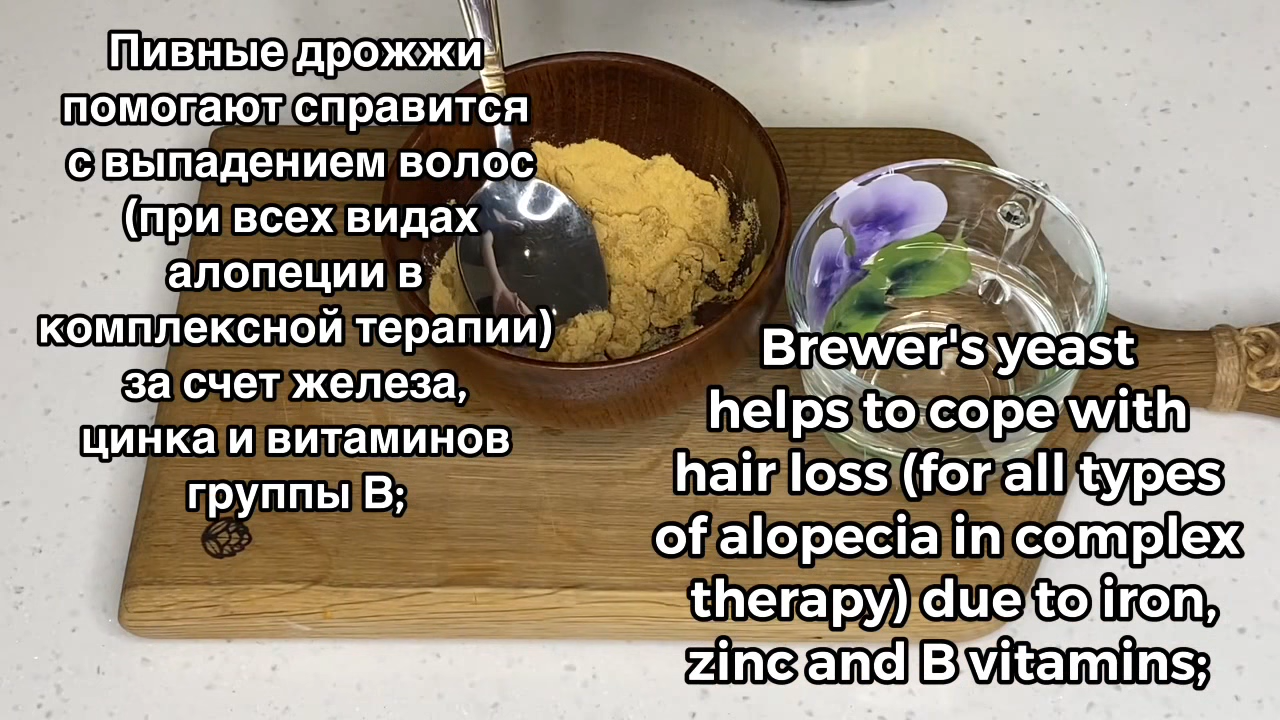 Пивные дрожжи
помогают справится
с выпадением волос
(при всех видах
алопеции в
комплексной терапии)
за счет железа,
цинка и витаминов
группы В;
Brewer's yeast
helps to cope with
hair loss (for all types
of alopecia in complex
therapy) due to iron,
zinc and B vitamins;